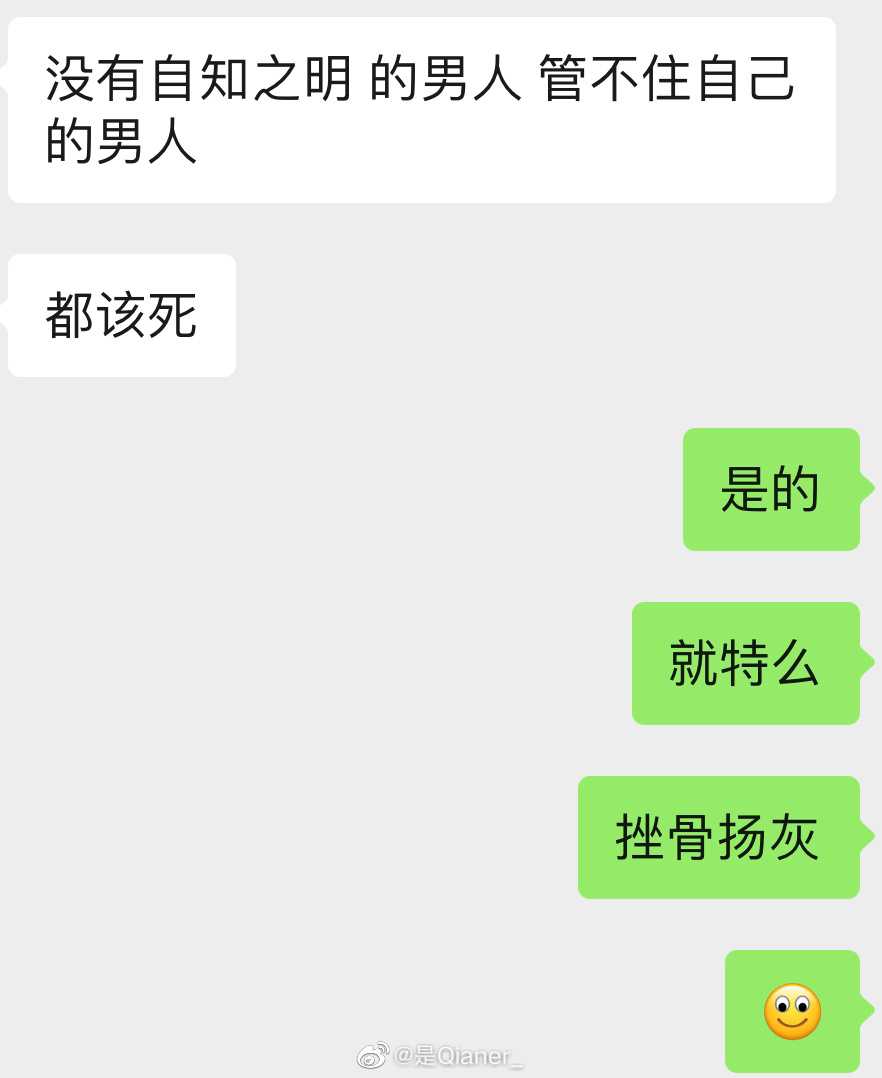 没有自知之明 的男人 管不住自己
的男人
都该死
是的
就特么
挫骨扬灰
@是Qianer_